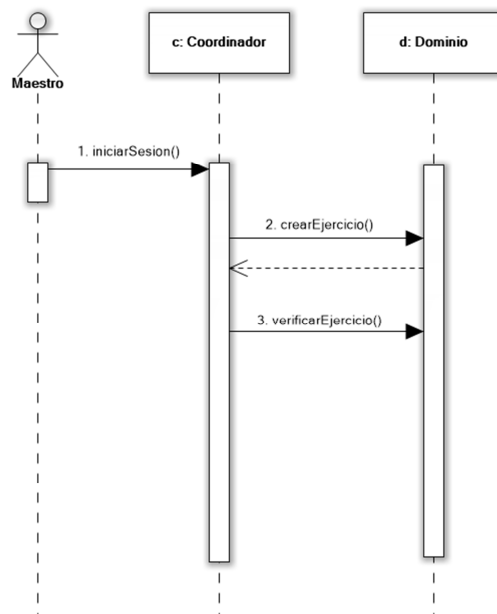 c: Coordinador
d: Dominio
Maestro
1. iniciarSesion()
2. crearEjercicio()
3. verificarEjercicio()